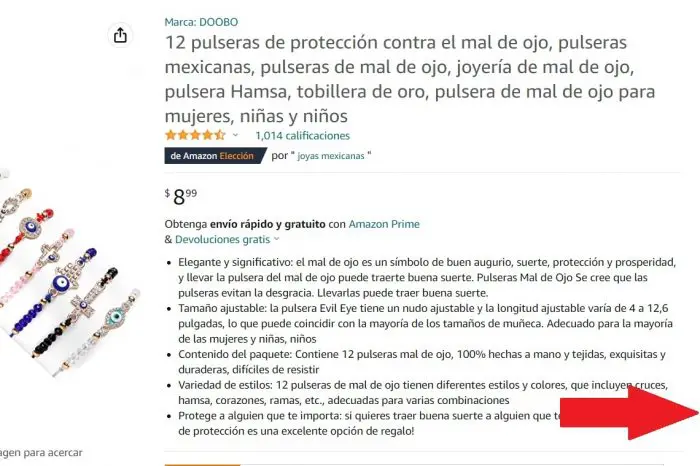 Marca: DOOBO
12 pulseras de protección contra el mal de ojo, pulseras
mexicanas, pulseras de mal de ojo, joyería de mal de ojo,
pulsera Hamsa, tobillera de oro, pulsera de mal de ojo para
mujeres, niñas y niños
1,014 calificaciones
de Amazon Elección por " joyas mexicanas "
$8.99
Obtenga envío rápido y gratuito con Amazon Prime
& Devoluciones gratis
• Elegante y significativo: el mal de ojo es un símbolo de buen augurio, suerte, protección y prosperidad,
y llevar la pulsera del mal de ojo puede traerte buena suerte. Pulseras Mal de Ojo Se cree que las
pulseras evitan la desgracia. Llevarlas puede traer buena suerte.
• Tamaño ajustable: la pulsera Evil Eye tiene un nudo ajustable y la longitud ajustable varía de 4 a 12,6
pulgadas, lo que puede coincidir con la mayoría de los tamaños de muñeca. Adecuado para la mayoría
de las mujeres y niñas, niños
• Contenido del paquete: Contiene 12 pulseras mal de ojo, 100% hechas a mano y tejidas, exquisitas y
duraderas, difíciles de resistir
• Variedad de estilos: 12 pulseras de mal de ojo tienen diferentes estilos y colores, que incluyen cruces,
hamsa, corazones, ramas, etc., adecuadas para varias combinaciones
• Protege a alguien que te importa: si quieres traer buena suerte a alguien que
de protección es una excelente opción de regalo!
agen para acercar